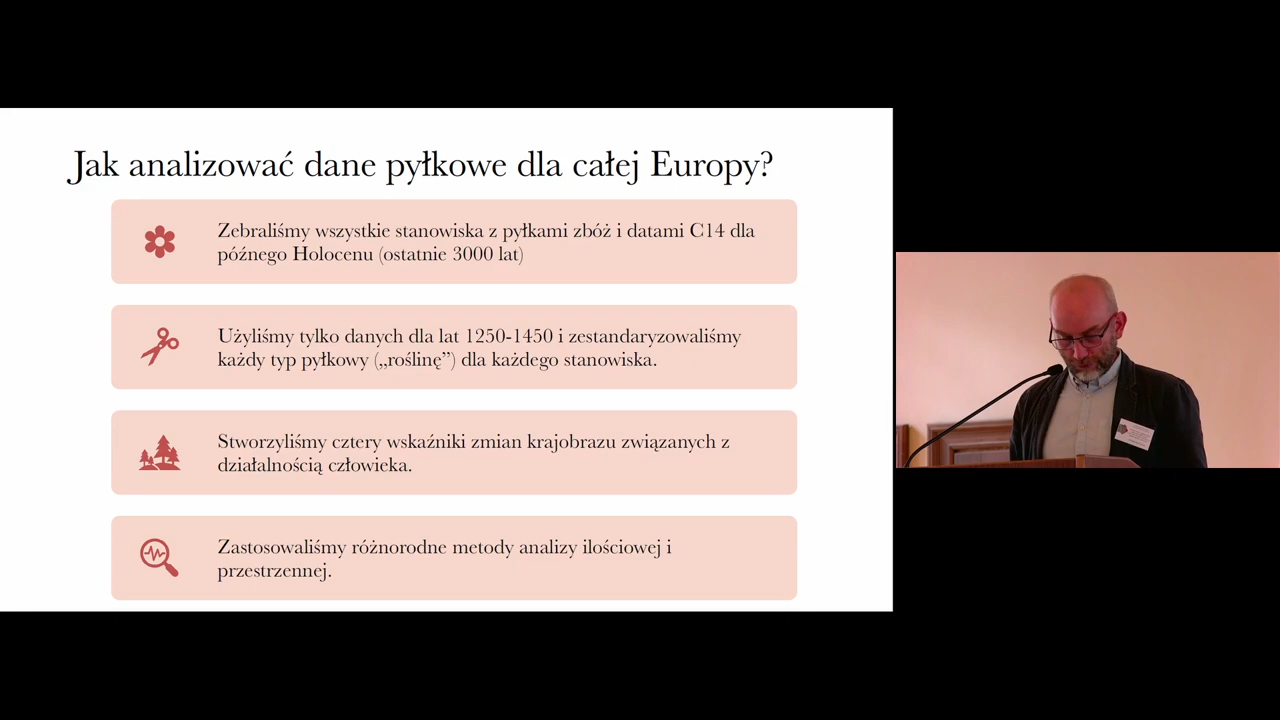 Jak analizować dane pyłkowe dla całej Europy?
Zebraliśmy wszystkie stanowiska z pyłkami zbóż i datami C14 dla
późnego Holocenu (ostatnie 3000 lat)
Użyliśmy tylko danych dla lat 1250-1450 i zestandaryzowaliśmy
każdy typ pyłkowy („roślinę”) dla każdego stanowiska.
Stworzyliśmy cztery wskaźniki zmian krajobrazu związanych z
działalnością człowieka.
Zastosowaliśmy różnorodne metody analizy ilościowej i
przestrzennej.